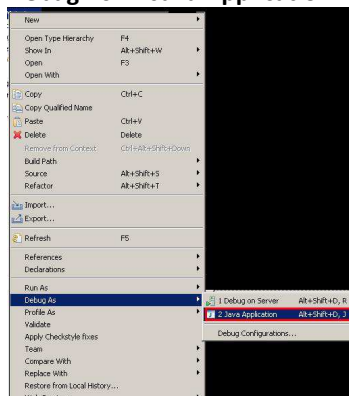 New
Open Type Hierarchy F4
Show In Alt+Shift+W
Open F3
Open With
Copy Ctrl+C
Copy Qualified Name
Paste Ctrl+V
Delete Delete
Remove from Context Ctrl+Alt+Shift+Down
Build Path
Source Alt+Shift+S
Refactor Alt+Shift+T
Import...
Export...
Refresh F5
References
Declarations
Run As
Debug As
1 Debug on Server Alt+Shift+D, R
Profile As
2 Java Application Alt+Shift+D, J
Validate
Debug Configurations...
Apply Checkstyle fixes
Team
Compare With
Replace With
Restore from Local History...